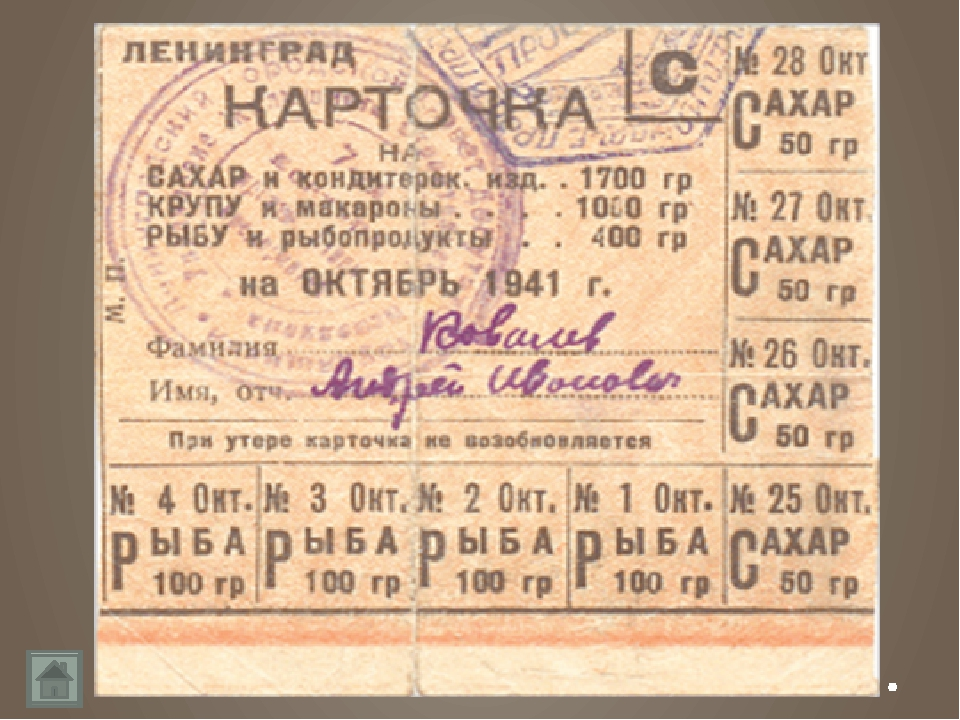 ЛЕНИНГРАД
С
КАРТОЧКА
НА
САХАР и кондитерск. изд. . 1700 гр
КРУПУ и макароны . . . . 1000 гр
РЫБУ и рыбопродукты . . 400 гр
на ОКТЯБРЬ 1941 г.
М. П.
Фамилия Ковалев
Имя, отч. Андрей Иванович
При утере карточка не возобновляется
№ 28 Окт
САХАР
50 гр
№ 27 Окт.
САХАР
50 гр
№ 26 Окт.
САХАР
50 гр
№ 4 Окт.
РЫБА
100 гр
№ 3 Окт.
РЫБА
100 гр
№ 2 Окт.
РЫБА
100 гр
№ 1 Окт.
РЫБА
100 гр
№ 25 Окт.
САХАР
50 гр